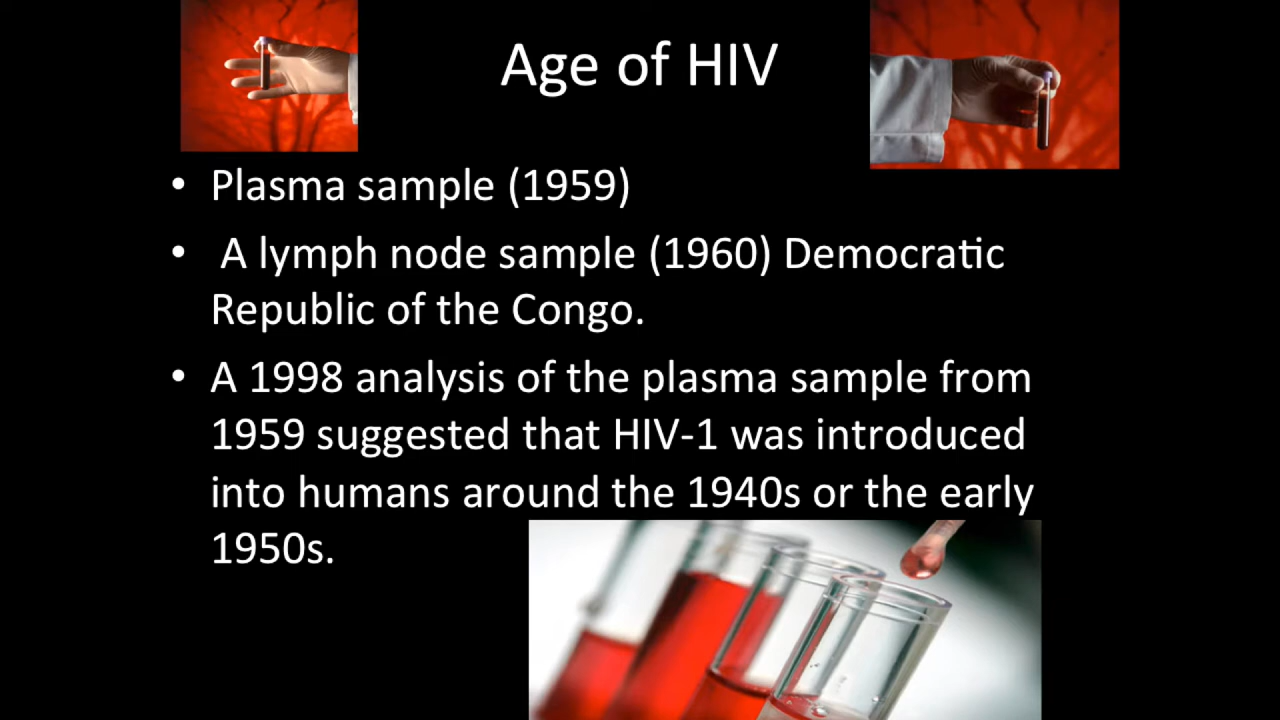 Age of HIV
• Plasma sample (1959)
• A lymph node sample (1960) Democratic
Republic of the Congo.
• A 1998 analysis of the plasma sample from
1959 suggested that HIV-1 was introduced
into humans around the 1940s or the early
1950s.